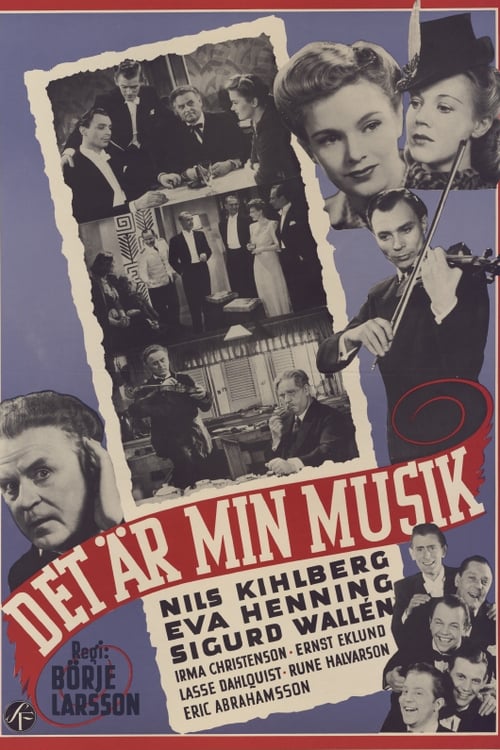 DET ÄR MIN MUSIK
NILS KIHLBERG
EVA HENNING
SIGURD WALLÉN
IRMA CHRISTENSON · ERNST EKLUND
LASSE DAHLQUIST · RUNE HALVARSON
ERIC ABRAHAMSSON
Regi:
BÖRJE
LARSSON
SF